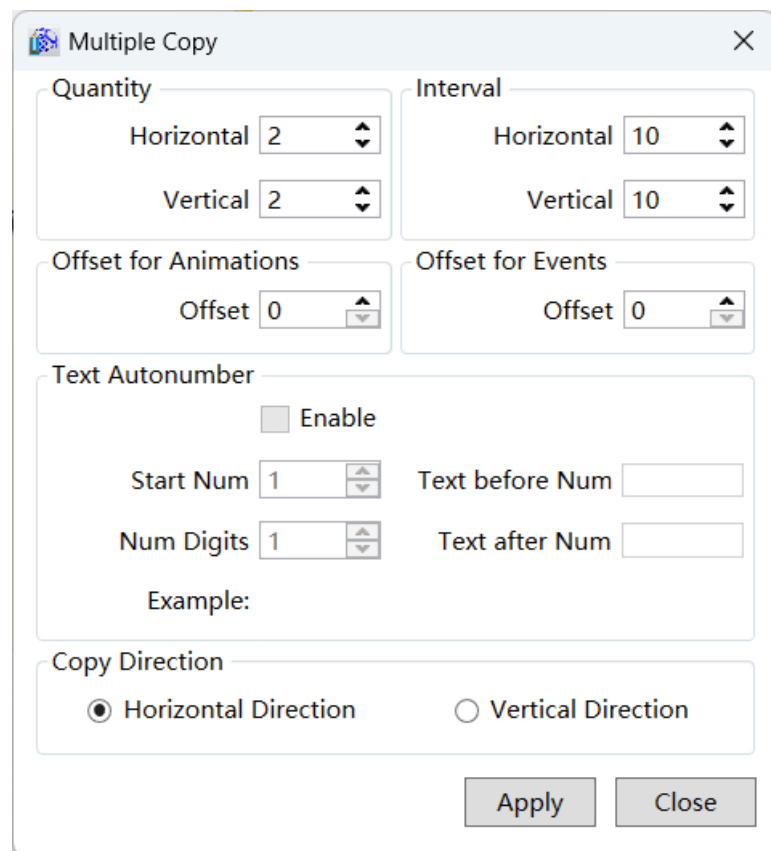 Multiple Copy
Quantity
Horizontal 2
Vertical 2
Interval
Horizontal 10
Vertical 10
Offset for Animations
Offset 0
Offset for Events
Offset 0
Text Autonumber
Enable
Start Num 1 Text before Num
Num Digits 1 Text after Num
Example:
Copy Direction
Horizontal Direction Vertical Direction
Apply Close